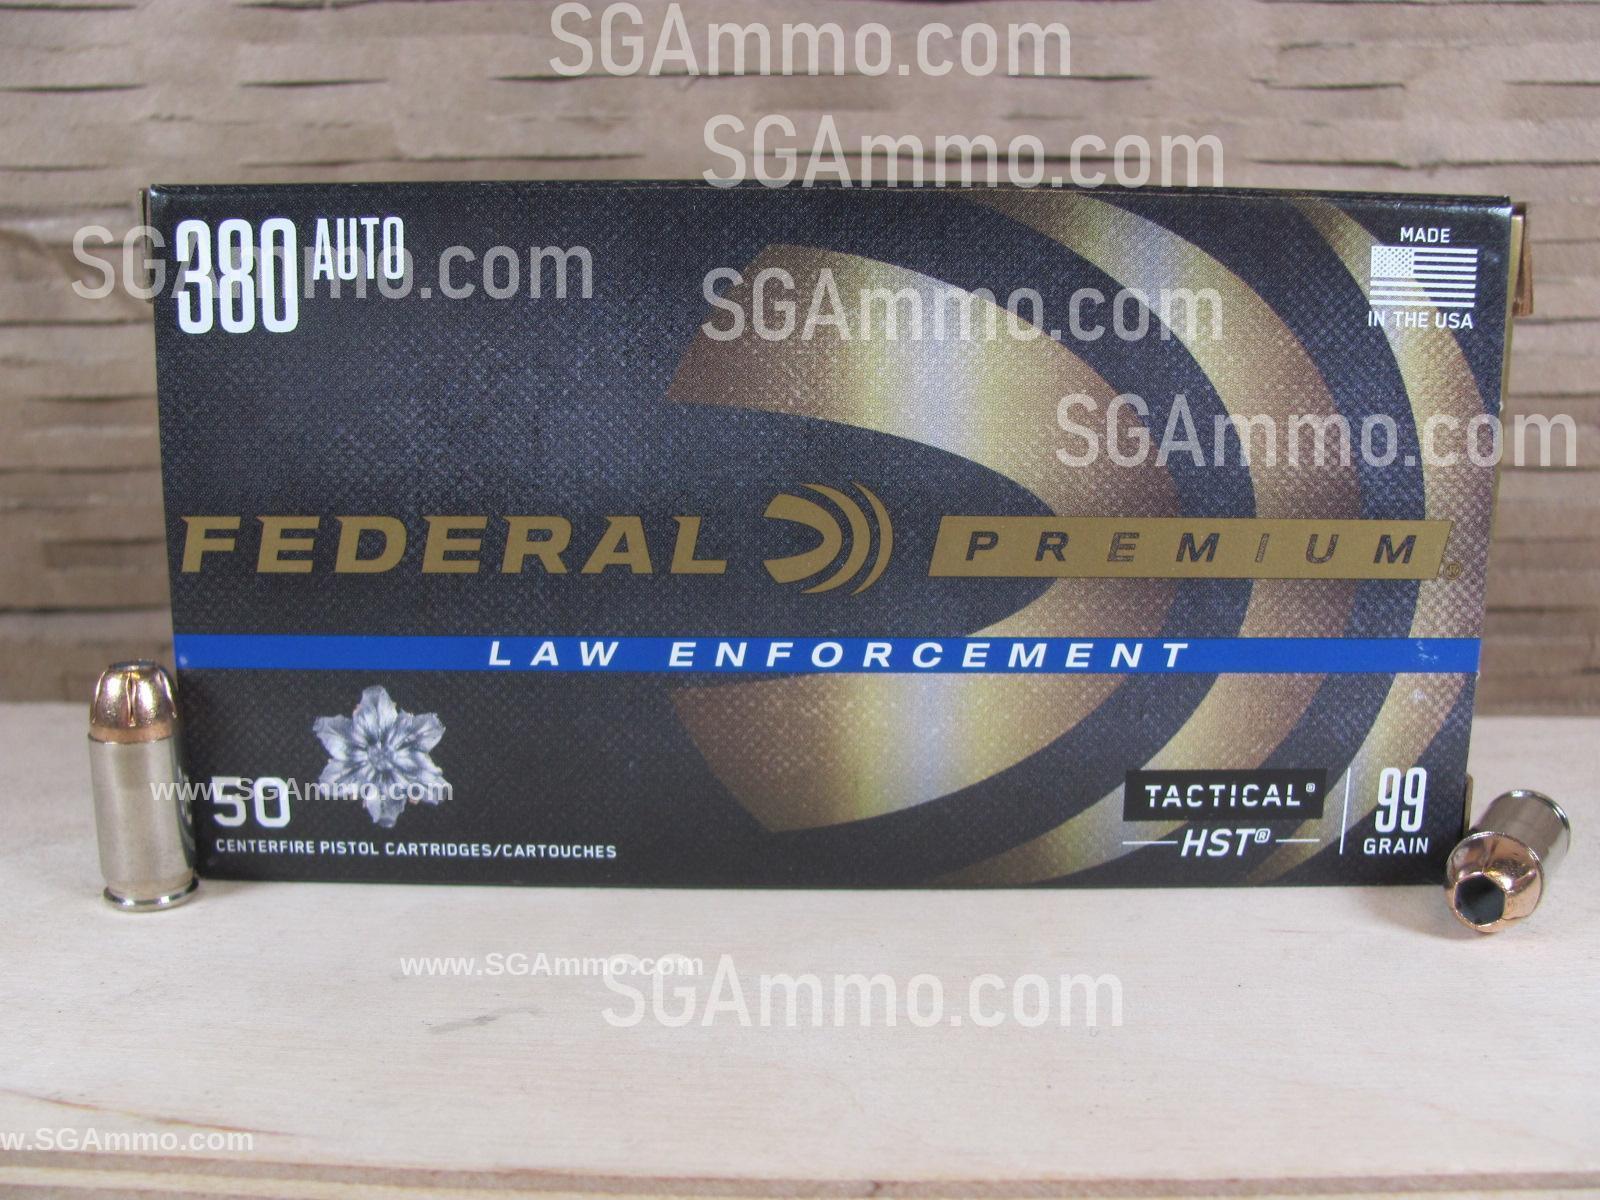 SGAmmo.com
SGAmmo.com
380 AUTO
SGAmmo.com
MADE
IN THE USA
SGAmmo.com
SGAmmo.com
FEDERAL PREMIUM®
LAW ENFORCEMENT
TACTICAL®
HST®
99
GRAIN
www.SGAmmo.com
50
CENTERFIRE PISTOL CARTRIDGES/CARTOUCHES
www.SGAmmo.com
SGAmmo.com
w.SGAmmo.com